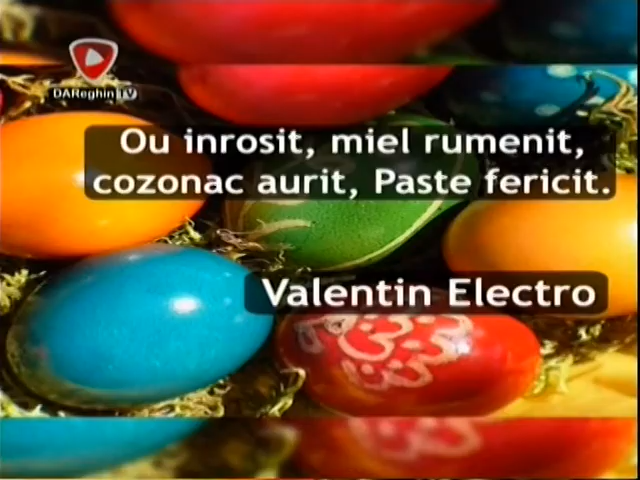 DAReghin TV
Ou inrosit, miel rumenit,
cozonac aurit, Paste fericit.
Valentin Electro